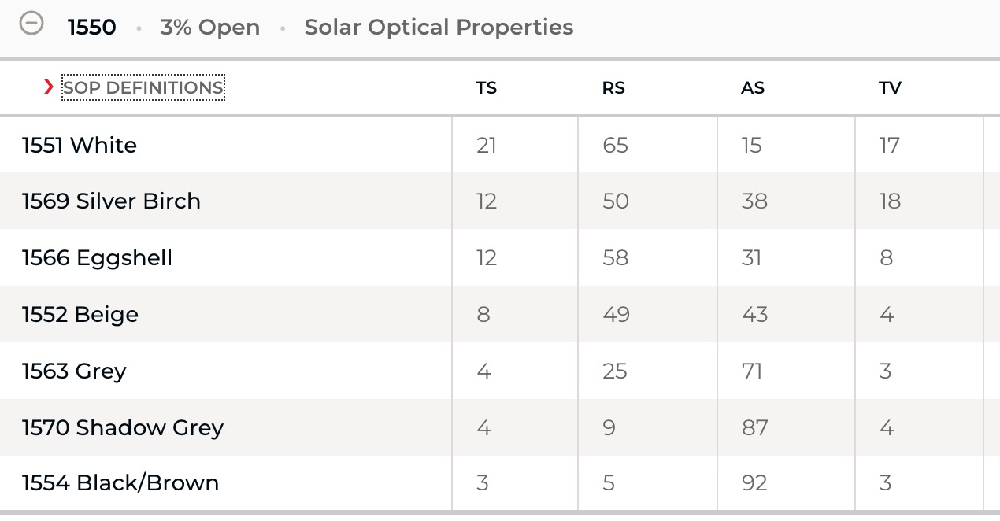 1550 • 3% Open • Solar Optical Properties
SOP DEFINITIONS TS RS AS TV
1551 White 21 65 15 17
1569 Silver Birch 12 50 38 18
1566 Eggshell 12 58 31 8
1552 Beige 8 49 43 4
1563 Grey 4 25 71 3
1570 Shadow Grey 4 9 87 4
1554 Black/Brown 3 5 92 3